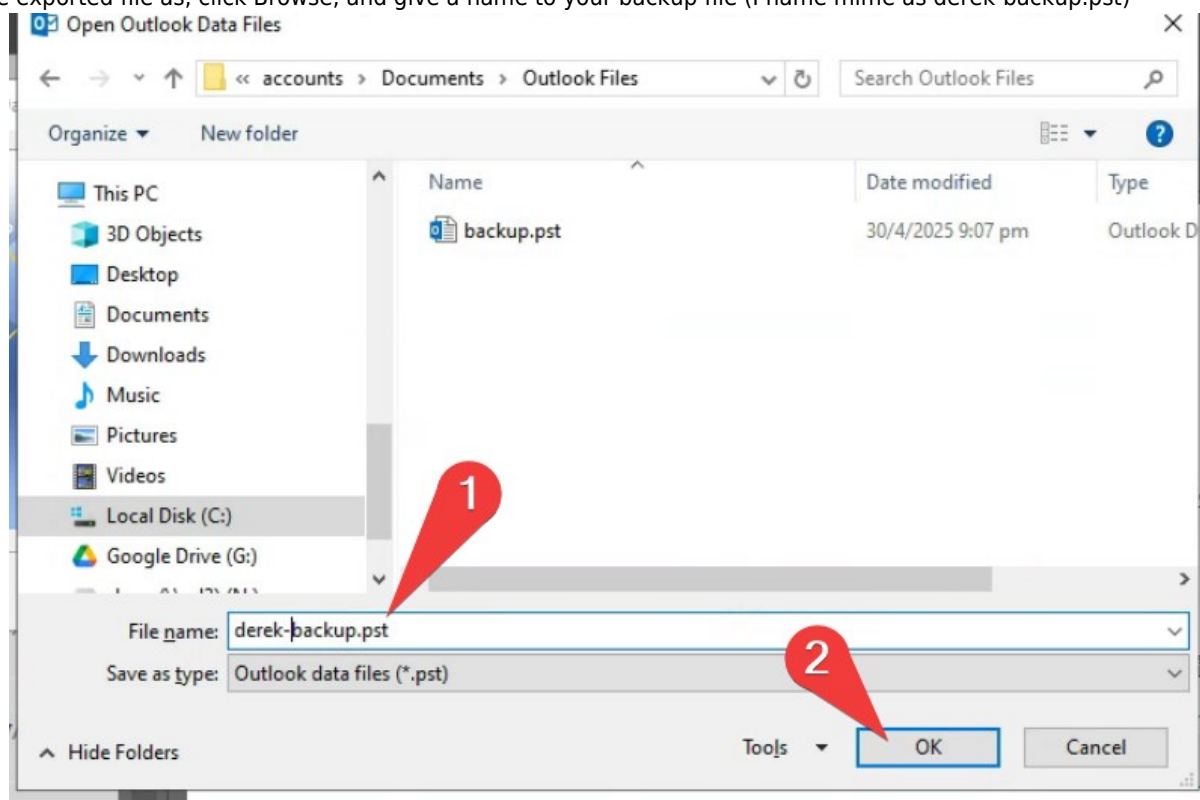 e exported file as, click Browse, and give a name to your backup file (I name mime as derek-backup.pst)
Open Outlook Data Files
« accounts > Documents > Outlook Files
Search Outlook Files
Organize
New folder
Name
Date modified
Type
This PC
backup.pst
30/4/2025 9:07 pm
Outlook D
3D Objects
Desktop
Documents
Downloads
Music
Pictures
Videos
Local Disk (C:)
Google Drive (G:)
1
File name: derek-backup.pst
Save as type: Outlook data files (*.pst)
2
Hide Folders
Tools
OK
Cancel